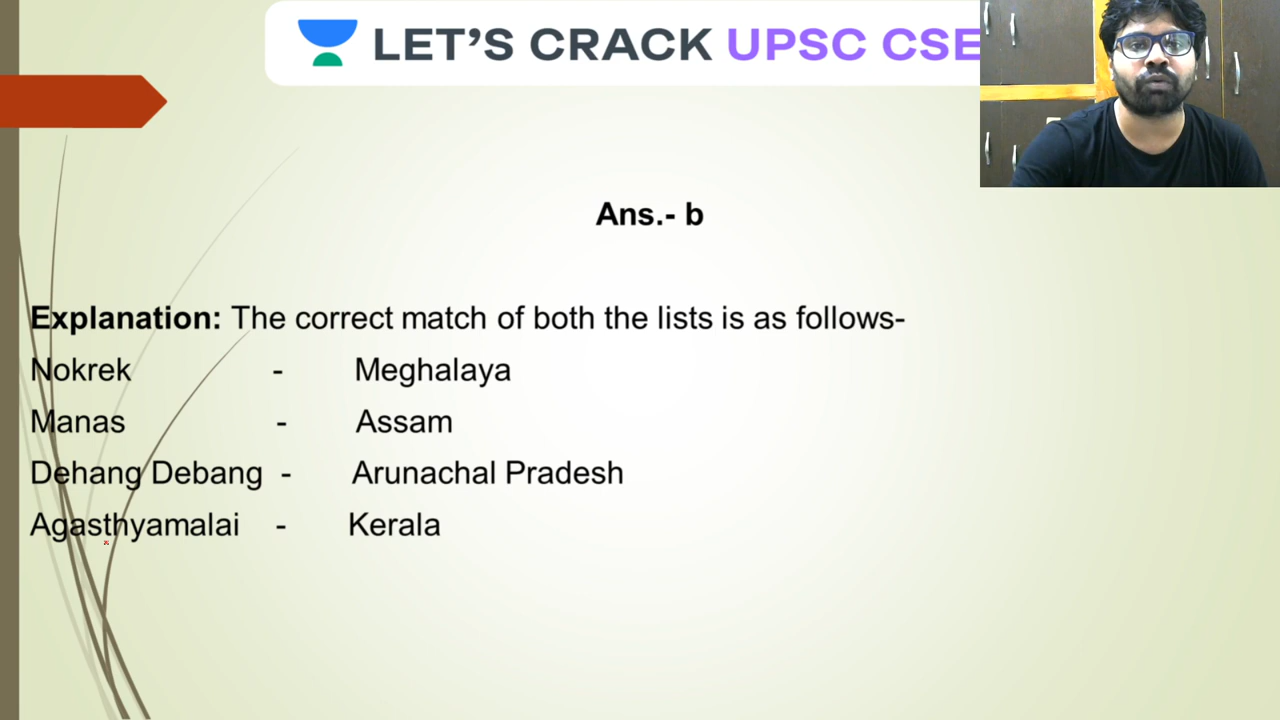 LET'S CRACK UPSC CSE
Ans.- b
Explanation: The correct match of both the lists is as follows-
Nokrek - Meghalaya
Manas - Assam
Dehang Debang - Arunachal Pradesh
Agasthyamalai - Kerala